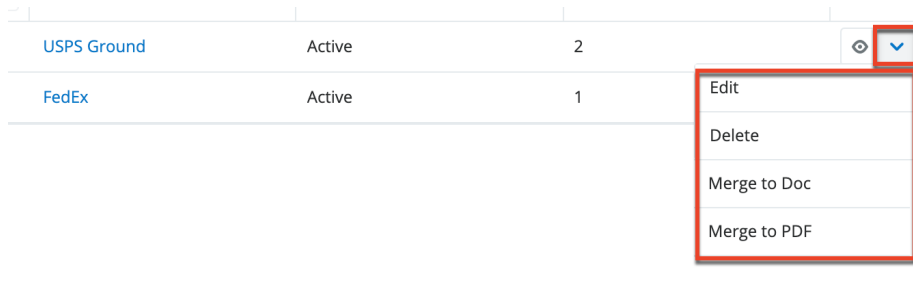 USPS Ground Active 2
FedEx Active 1
Edit
Delete
Merge to Doc
Merge to PDF